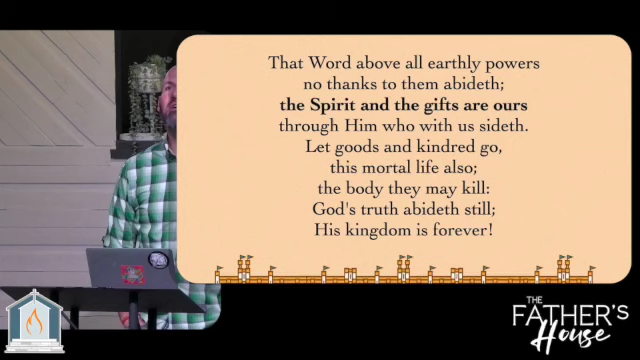 That Word above all earthly powers
no thanks to them abideth;
the Spirit and the gifts are ours
through Him who with us sideth.
Let goods and kindred go,
this mortal life also;
the body they may kill:
God's truth abideth still;
His kingdom is forever!
THE
FATHER'S
House